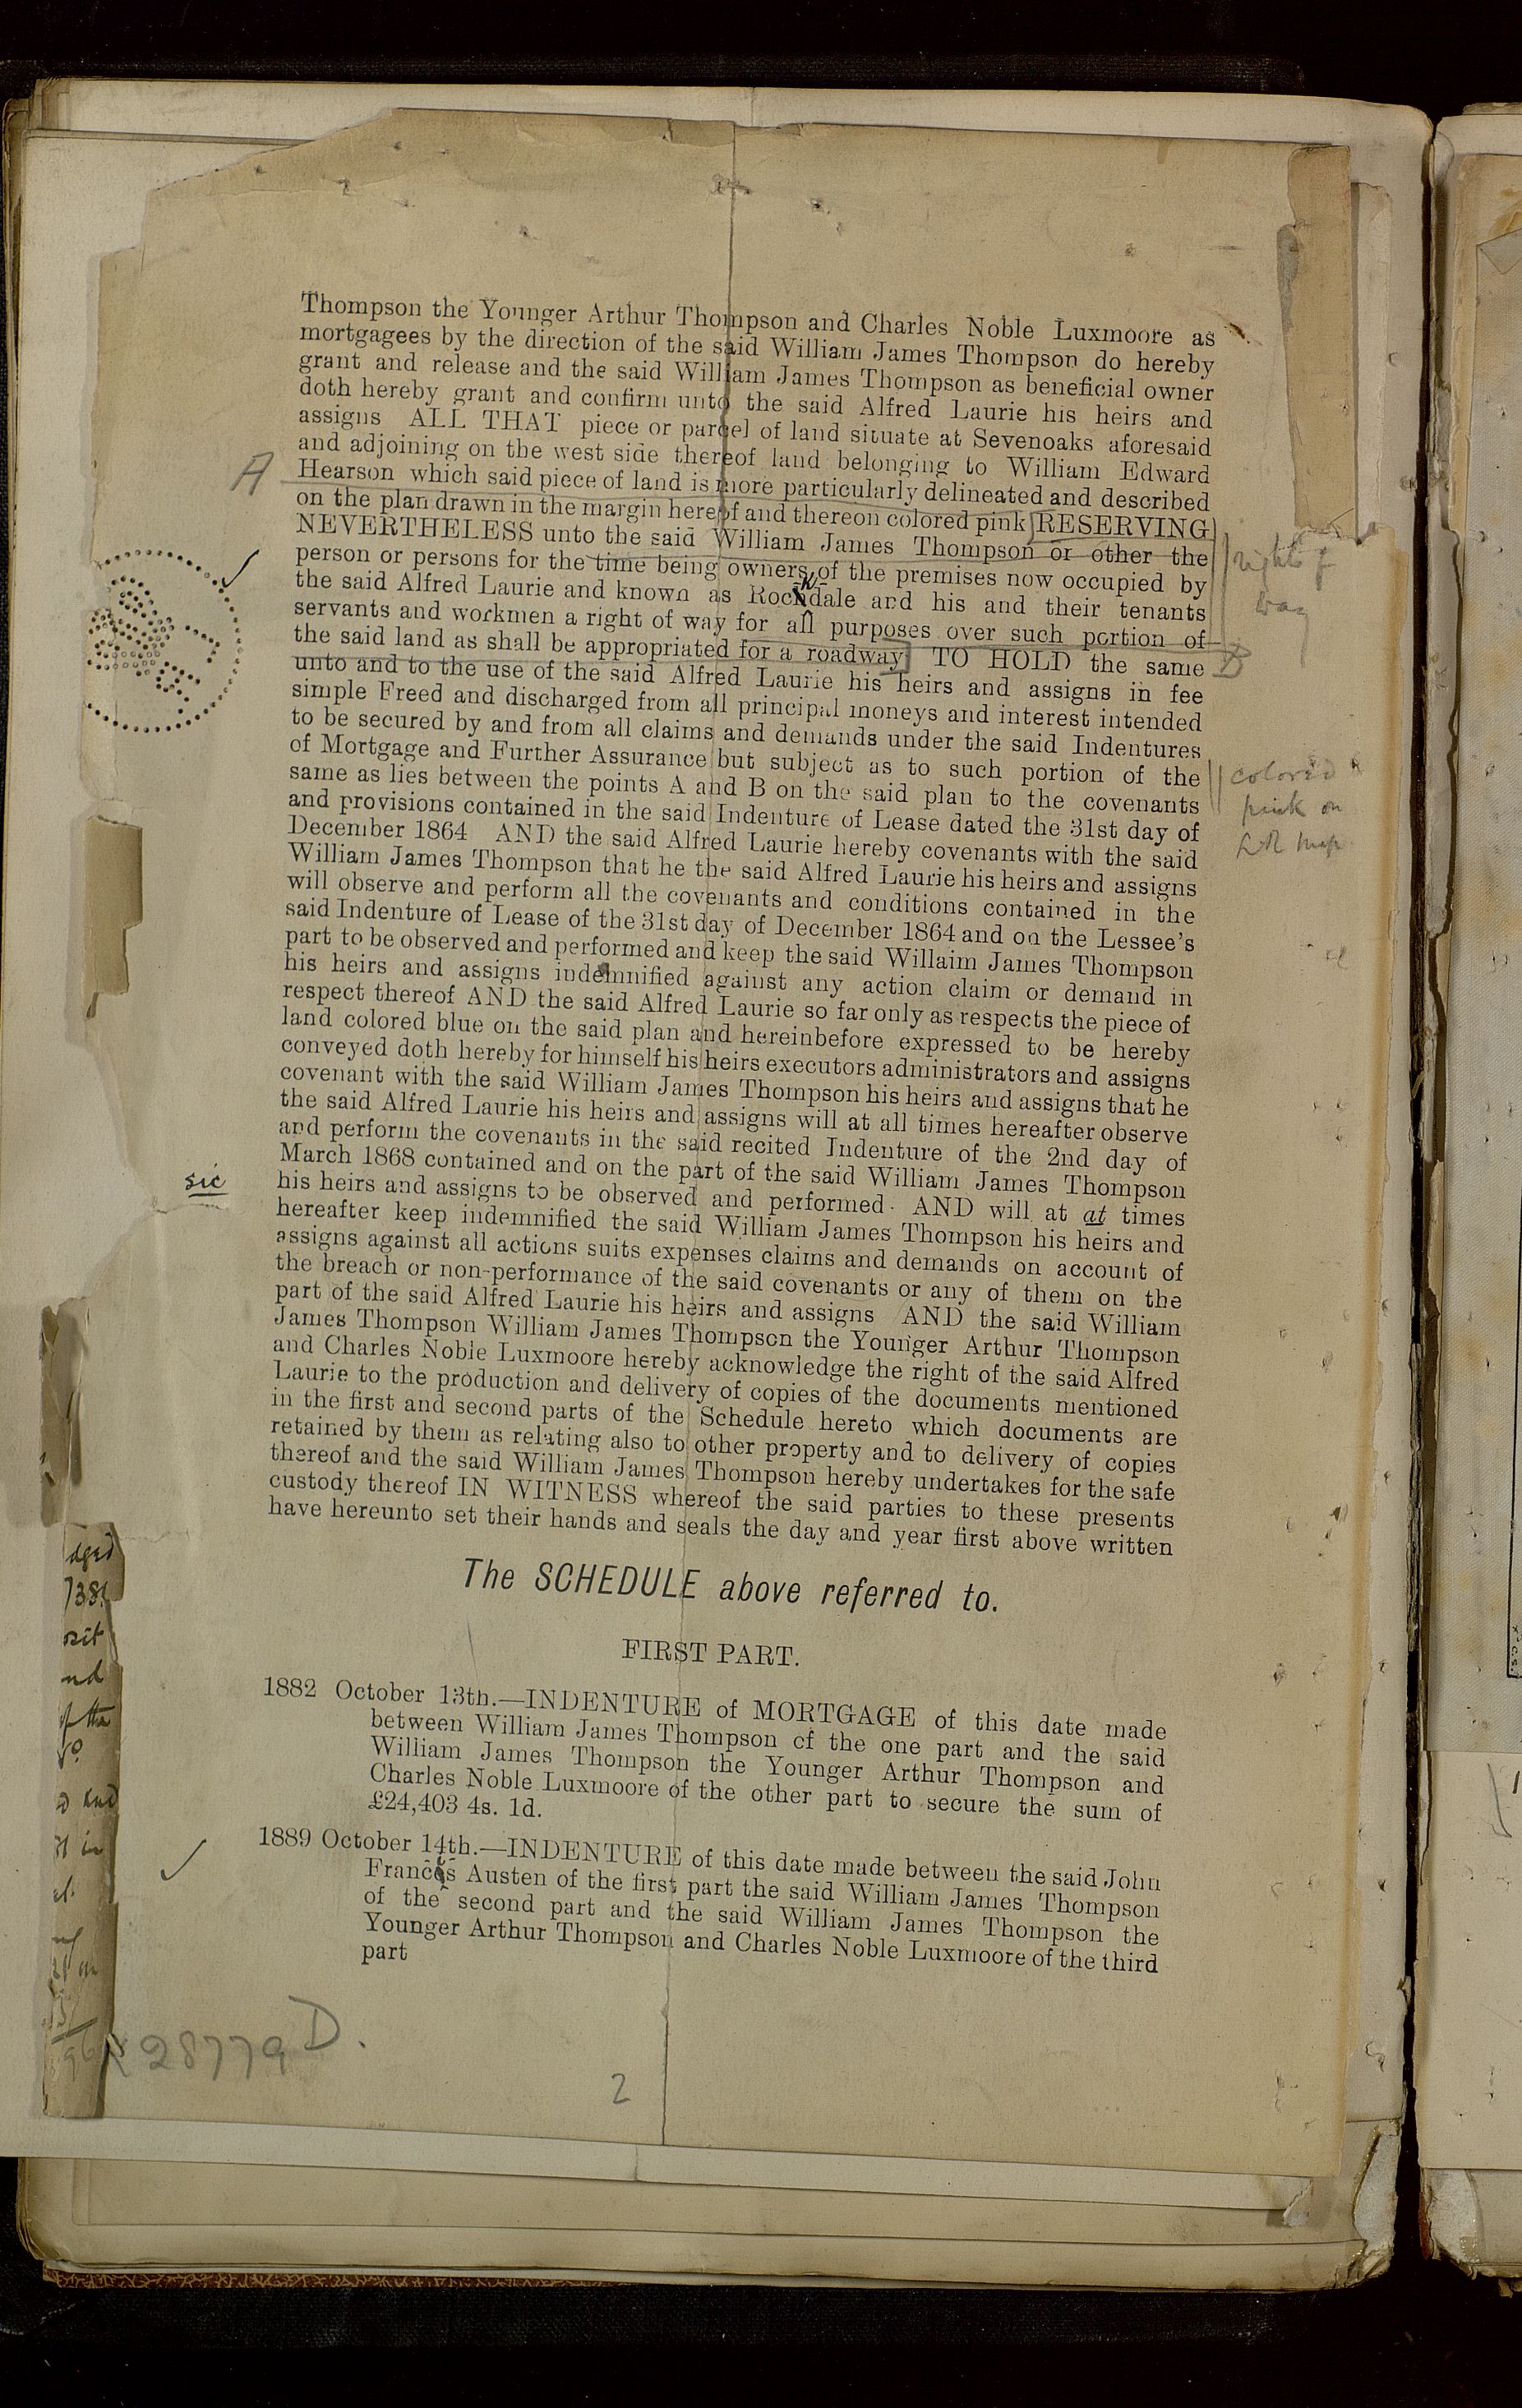 Thompson the Younger Arthur Thompson and Charles Noble Luxmoore as
mortgagees by the direction of the said William James Thompson do hereby
grant and release and the said William James Thompson as beneficial owner
doth hereby grant and confirm unto the said Alfred Laurie his heirs and
assigns ALL THAT piece or parcel of land situate at Sevenoaks aforesaid
and adjoining on the west side thereof land belonging to William Edward
A
Hearson which said piece of land is more particularly delineated and described
on the plan drawn in the margin hereof and thereon colored pink [RESERVING
NEVERTHELESS unto the said William James Thompson or other the
person or persons for the time being owners of the premises now occupied by
the said Alfred Laurie and known as Rockdale and his and their tenants
servants and workmen a right of way for all purposes over such portion of
the said land as shall be appropriated for a roadway] TO HOLD the same
rights of
way
B
unto and to the use of the said Alfred Laurie his heirs and assigns in fee
simple Freed and discharged from all principal moneys and interest intended
to be secured by and from all claims and demands under the said Indentures
of Mortgage and Further Assurance but subject as to such portion of the
same as lies between the points A and B on the said plan to the covenants
and provisions contained in the said Indenture of Lease dated the 31st day of
colored
pink on
LR map
December 1864 AND the said Alfred Laurie hereby covenants with the said
William James Thompson that he the said Alfred Laurie his heirs and assigns
will observe and perform all the covenants and conditions contained in the
said Indenture of Lease of the 31st day of December 1864 and on the Lessee's
part to be observed and performed and keep the said Willaim James Thompson
his heirs and assigns indemnified against any action claim or demand in
respect thereof AND the said Alfred Laurie so far only as respects the piece of
land colored blue on the said plan and hereinbefore expressed to be hereby
conveyed doth hereby for himself his heirs executors administrators and assigns
covenant with the said William James Thompson his heirs and assigns that he
the said Alfred Laurie his heirs and assigns will at all times hereafter observe
and perform the covenants in the said recited Indenture of the 2nd day of
March 1868 contained and on the part of the said William James Thompson
sic
his heirs and assigns to be observed and performed. AND will at at times
hereafter keep indemnified the said William James Thompson his heirs and
assigns against all actions suits expenses claims and demands on account of
the breach or non-performance of the said covenants or any of them on the
part of the said Alfred Laurie his heirs and assigns AND the said William
James Thompson William James Thompson the Younger Arthur Thompson
and Charles Noble Luxmoore hereby acknowledge the right of the said Alfred
Laurie to the production and delivery of copies of the documents mentioned
in the first and second parts of the Schedule hereto which documents are
retained by them as relating also to other property and to delivery of copies
thereof and the said William James Thompson hereby undertakes for the safe
custody thereof IN WITNESS whereof the said parties to these presents
have hereunto set their hands and seals the day and year first above written
The SCHEDULE above referred to.
FIRST PART.
1882 October 13th.—INDENTURE of MORTGAGE of this date made
between William James Thompson of the one part and the said
William James Thompson the Younger Arthur Thompson and
Charles Noble Luxmoore of the other part to secure the sum of
£24,403 4s. 1d.
1889 October 14th.—INDENTURE of this date made between the said John
Francis Austen of the first part the said William James Thompson
of the second part and the said William James Thompson the
Younger Arthur Thompson and Charles Noble Luxmoore of the third
part
28779 D.
2